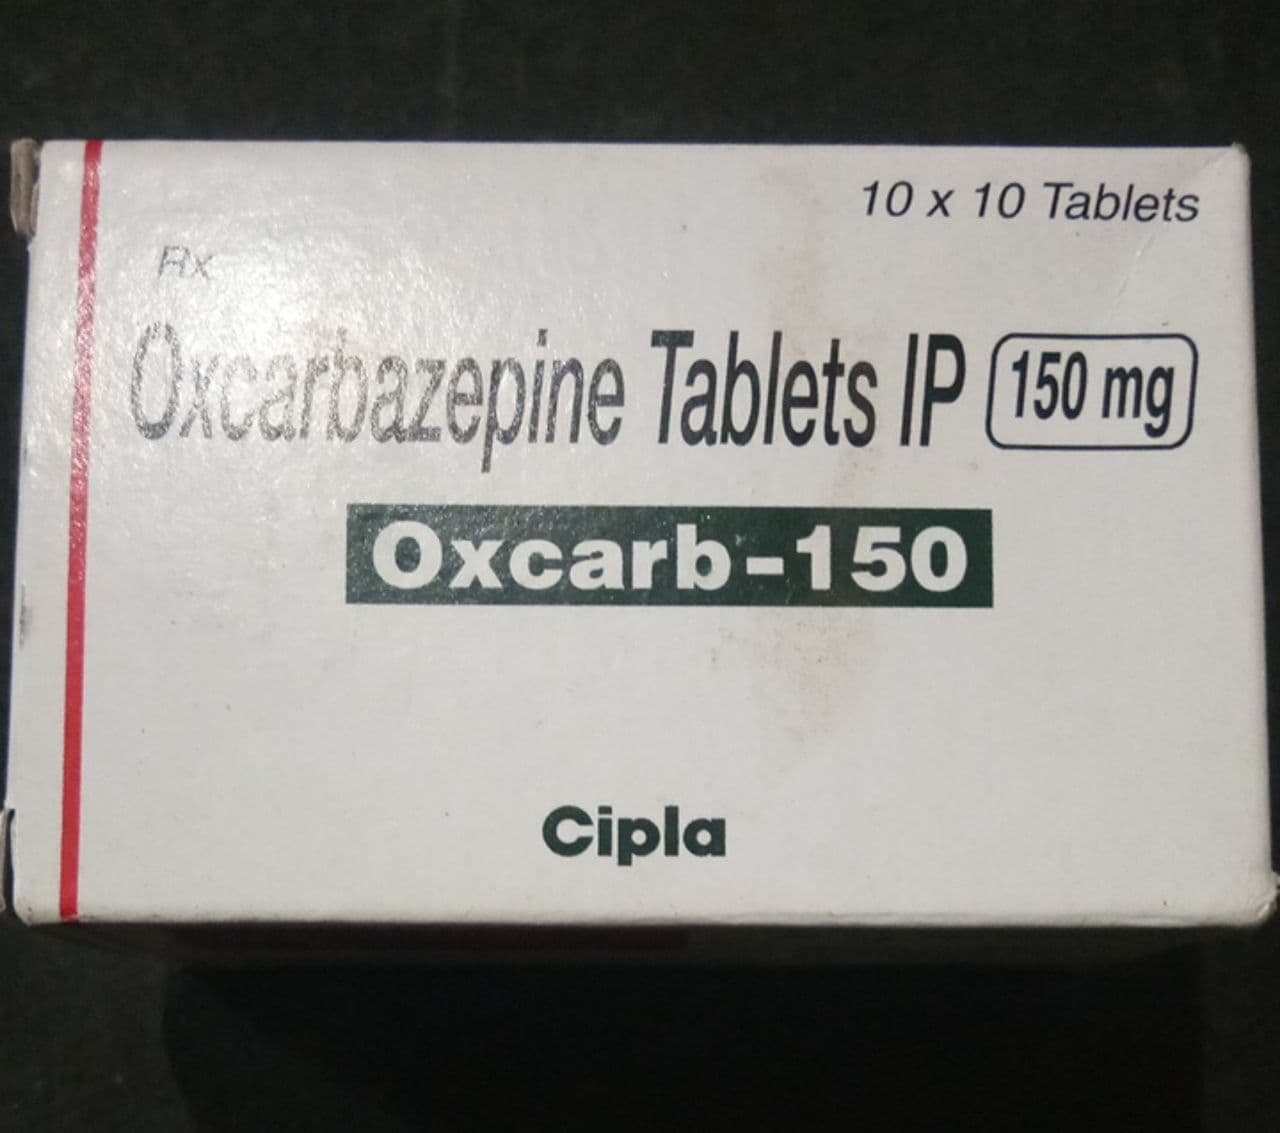 10 x 10 Tablets
Rx
Oxcarbazepine Tablets IP 150 mg
Oxcarb-150
Cipla